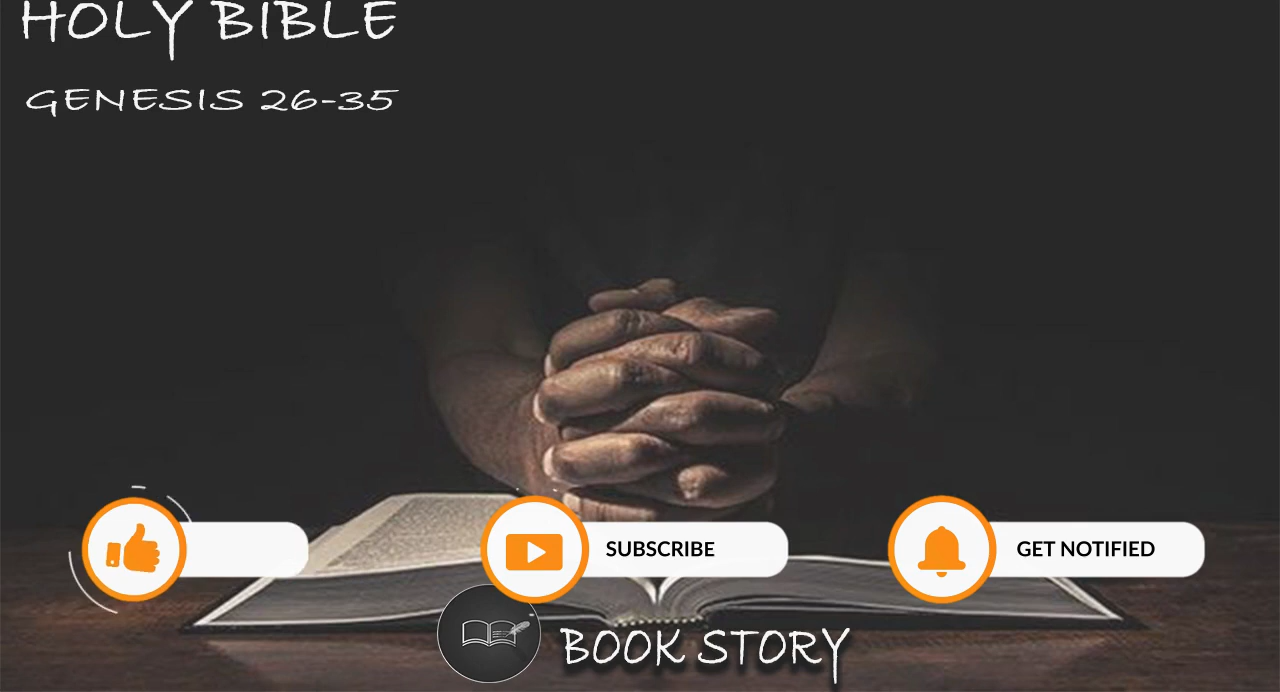 HOLY BIBLE
GENESIS 26-35
SUBSCRIBE
GET NOTIFIED
BOOK STORY